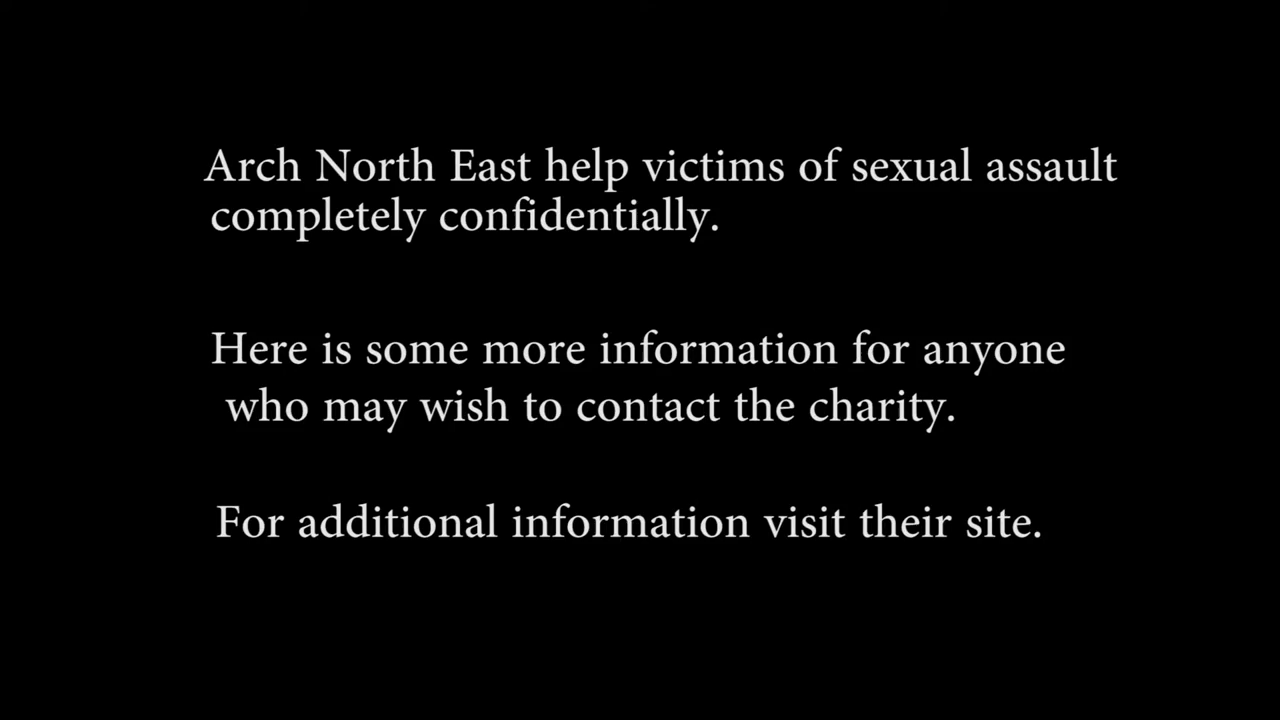 Arch North East help victims of sexual assault
completely confidentially.
Here is some more information for anyone
who may wish to contact the charity.
For additional information visit their site.